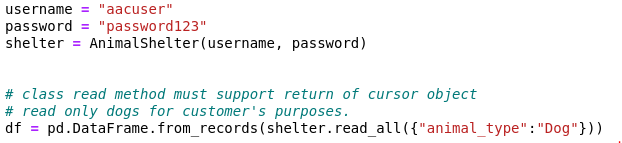 username = "aacuser"
password = "password123"
shelter = AnimalShelter(username, password)
# class read method must support return of cursor object
# read only dogs for customer's purposes.
df = pd.DataFrame.from_records(shelter.read_all({"animal_type":"Dog"}))